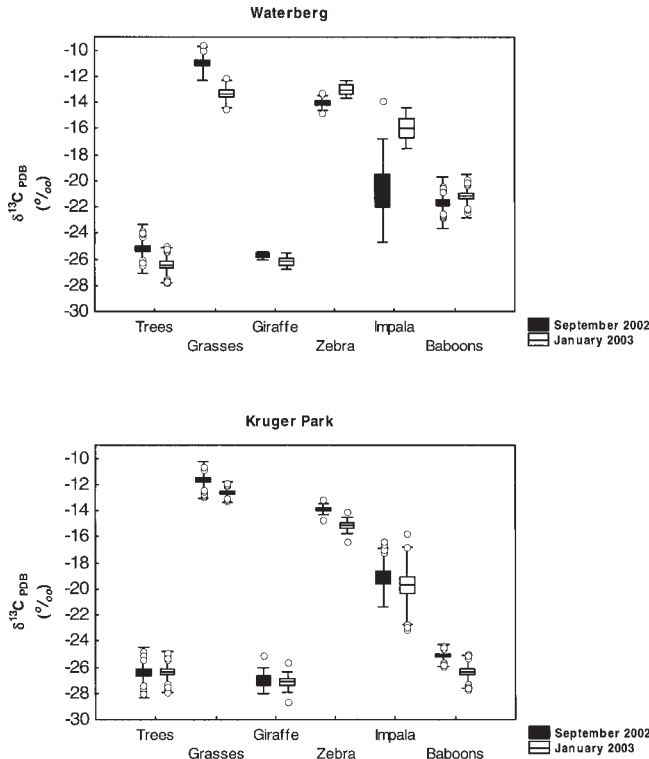 Waterberg
-10
-12
-14
-16
-18
-20
-22
-24
-26
-28
-30
δ¹³C PDB
(°/oo)
Trees
Grasses
Giraffe
Zebra
Impala
Baboons
September 2002
January 2003
Kruger Park
-10
-12
-14
-16
-18
-20
-22
-24
-26
-28
-30
δ¹³C PDB
(°/oo)
Trees
Grasses
Giraffe
Zebra
Impala
Baboons
September 2002
January 2003